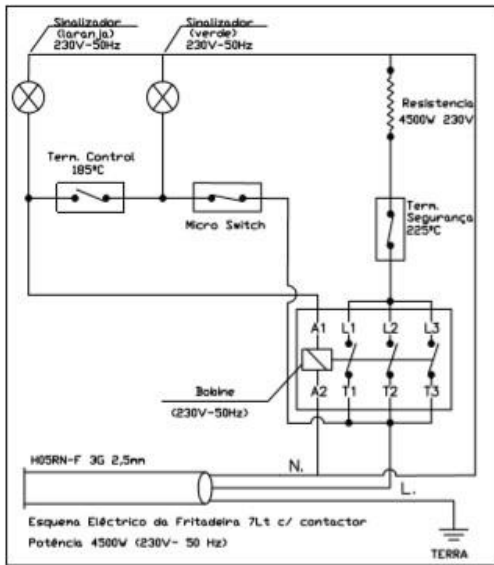 Sinalizador
(laranja)
230V-50Hz
Sinalizador
(verde)
230V-50Hz
Resistencia
4500W 230V
Term. Control
185ºC
Micro Switch
Term.
Segurança
225ºC
A1 L1 L2 L3
A2 T1 T2 T3
Bobine
(230V-50Hz)
H05RN-F 3G 2,5mm
N.
L.
Esquema Eléctrico da Fritadeira 7Lt c/ contactor
Potência 4500W (230V- 50 Hz)
TERRA